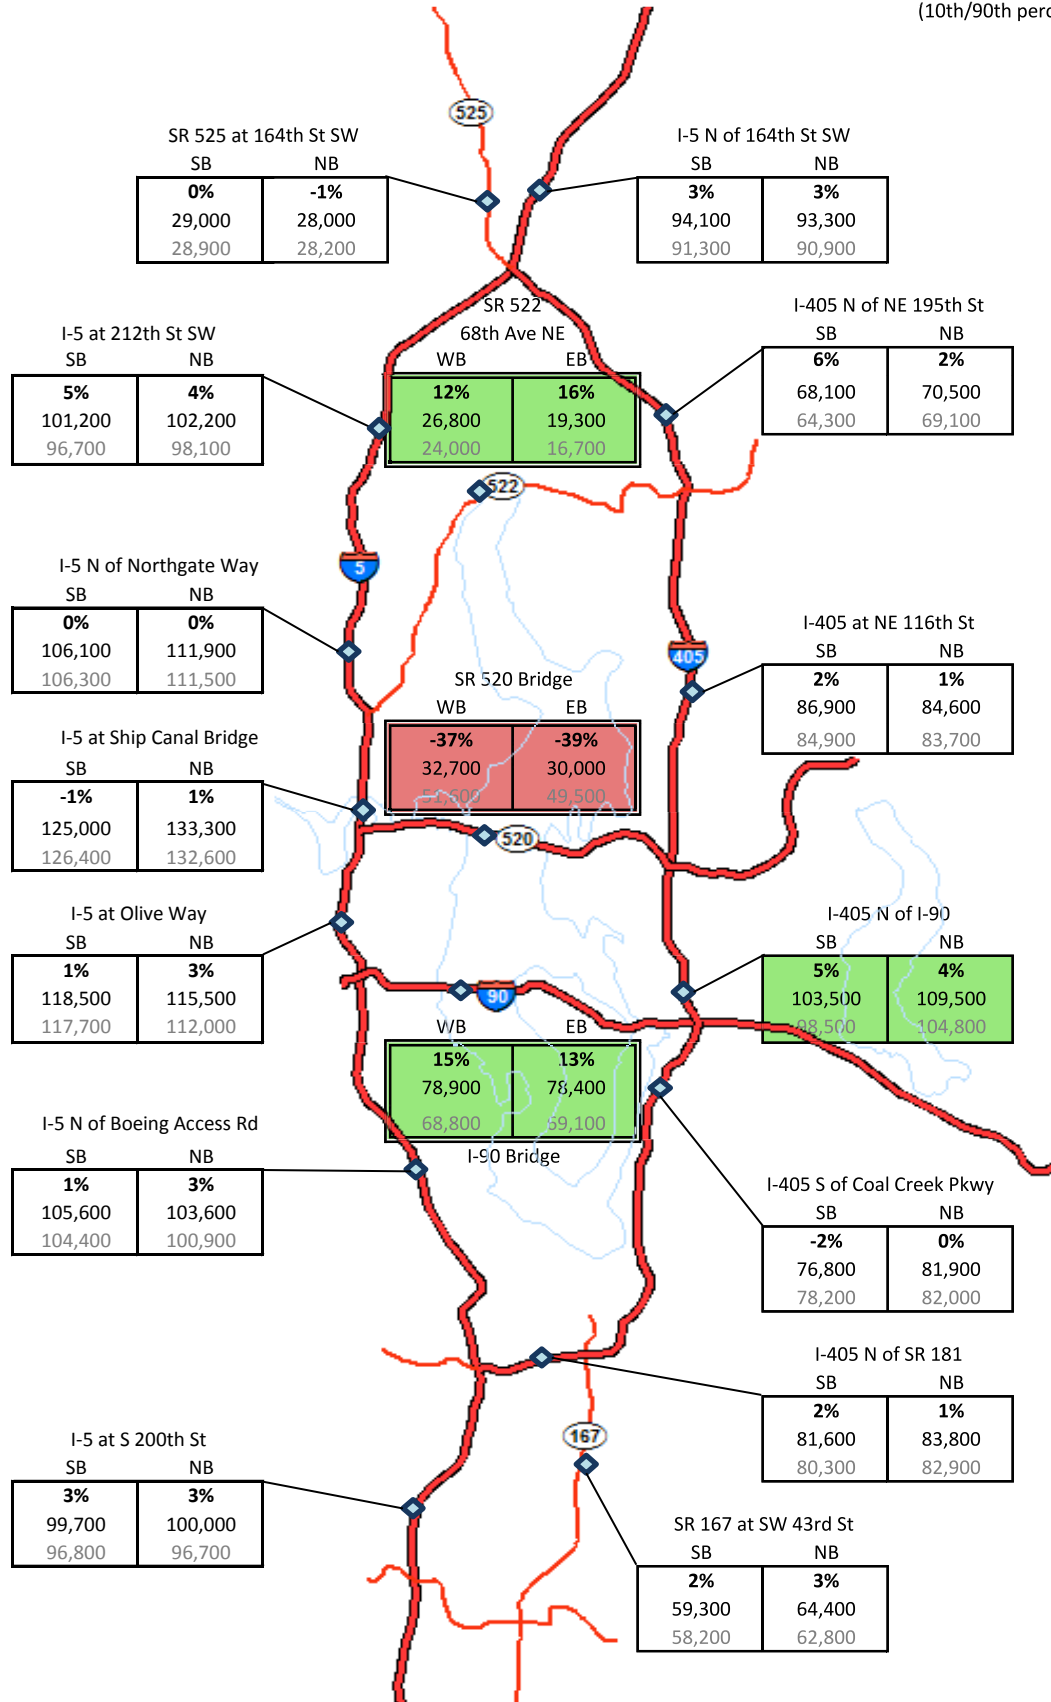 (10th/90th perc
525
SR 525 at 164th St SW
SB NB
0% -1%
29,000 28,000
28,900 28,200
I-5 N of 164th St SW
SB NB
3% 3%
94,100 93,300
91,300 90,900
I-5 at 212th St SW
SB NB
5% 4%
101,200 102,200
96,700 98,100
SR 522
68th Ave NE
WB EB
12% 16%
26,800 19,300
24,000 16,700
I-405 N of NE 195th St
SB NB
6% 2%
68,100 70,500
64,300 69,100
522
5
I-5 N of Northgate Way
SB NB
0% 0%
106,100 111,900
106,300 111,500
405
I-405 at NE 116th St
SB NB
2% 1%
86,900 84,600
84,900 83,700
SR 520 Bridge
WB EB
-37% -39%
32,700 30,000
51,600 49,500
I-5 at Ship Canal Bridge
SB NB
-1% 1%
125,000 133,300
126,400 132,600
520
I-5 at Olive Way
SB NB
1% 3%
118,500 115,500
117,700 112,000
I-405 N of I-90
SB NB
5% 4%
103,500 109,500
98,500 104,800
90
WB EB
15% 13%
78,900 78,400
68,800 69,100
I-90 Bridge
I-5 N of Boeing Access Rd
SB NB
1% 3%
105,600 103,600
104,400 100,900
I-405 S of Coal Creek Pkwy
SB NB
-2% 0%
76,800 81,900
78,200 82,000
I-405 N of SR 181
SB NB
2% 1%
81,600 83,800
80,300 82,900
167
I-5 at S 200th St
SB NB
3% 3%
99,700 100,000
96,800 96,700
SR 167 at SW 43rd St
SB NB
2% 3%
59,300 64,400
58,200 62,800